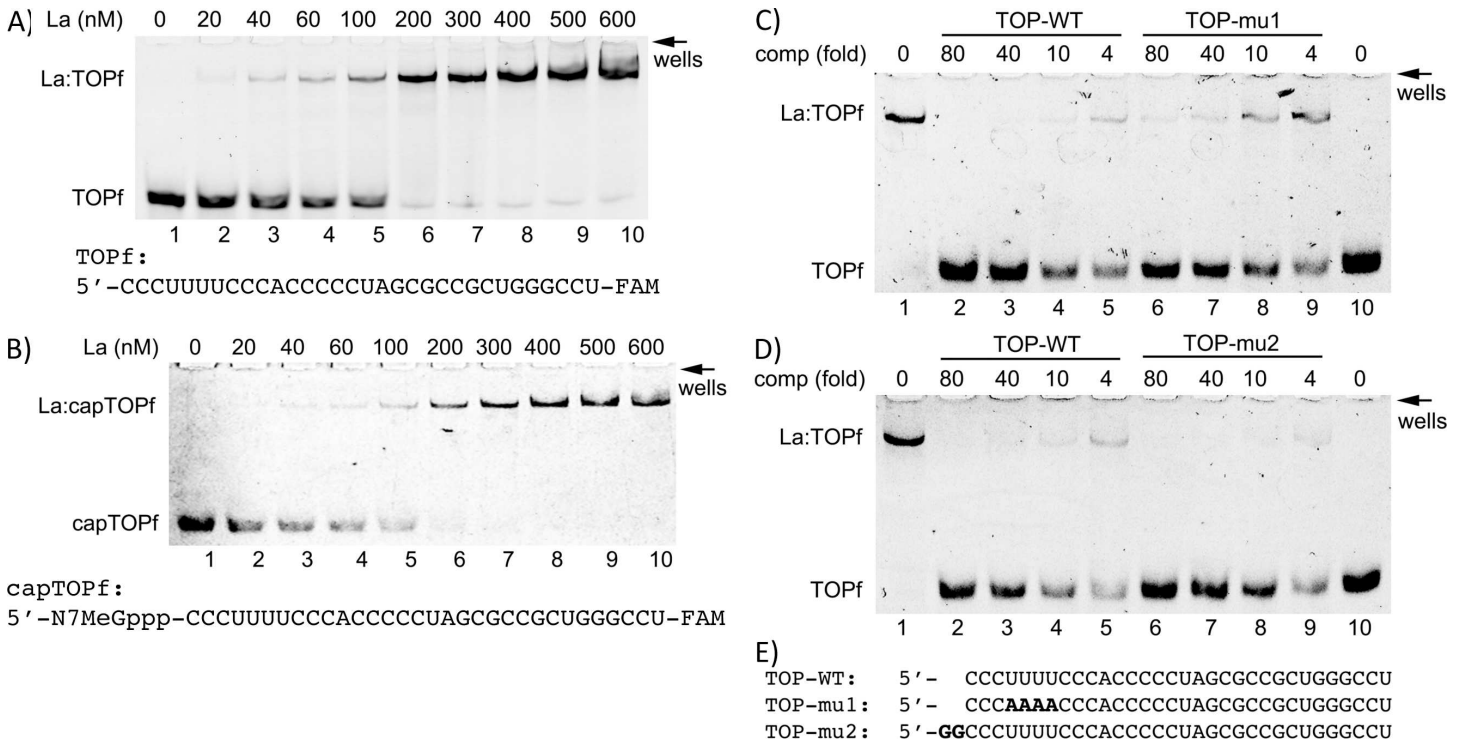 A)
La (nM) 0 20 40 60 100 200 300 400 500 600
wells
La:TOPf
TOPf
1 2 3 4 5 6 7 8 9 10
TOPf:
5’-CCCUUUUCCCACCCCCUAGCGCCGCUGGGCCU-FAM
B)
La (nM) 0 20 40 60 100 200 300 400 500 600
wells
La:capTOPf
capTOPf
1 2 3 4 5 6 7 8 9 10
capTOPf:
5’-N7MeGppp-CCCUUUUCCCACCCCCUAGCGCCGCUGGGCCU-FAM
C)
TOP-WT TOP-mu1
comp (fold) 0 80 40 10 4 80 40 10 4 0
wells
La:TOPf
TOPf
1 2 3 4 5 6 7 8 9 10
D)
TOP-WT TOP-mu2
comp (fold) 0 80 40 10 4 80 40 10 4 0
wells
La:TOPf
TOPf
1 2 3 4 5 6 7 8 9 10
E)
TOP-WT: 5’- CCCUUUUCCCACCCCCUAGCGCCGCUGGGCCU
TOP-mu1: 5’- CCCAAAACCCACCCCCUAGCGCCGCUGGGCCU
TOP-mu2: 5’-GGCCCUUUUCCCACCCCCUAGCGCCGCUGGGCCU